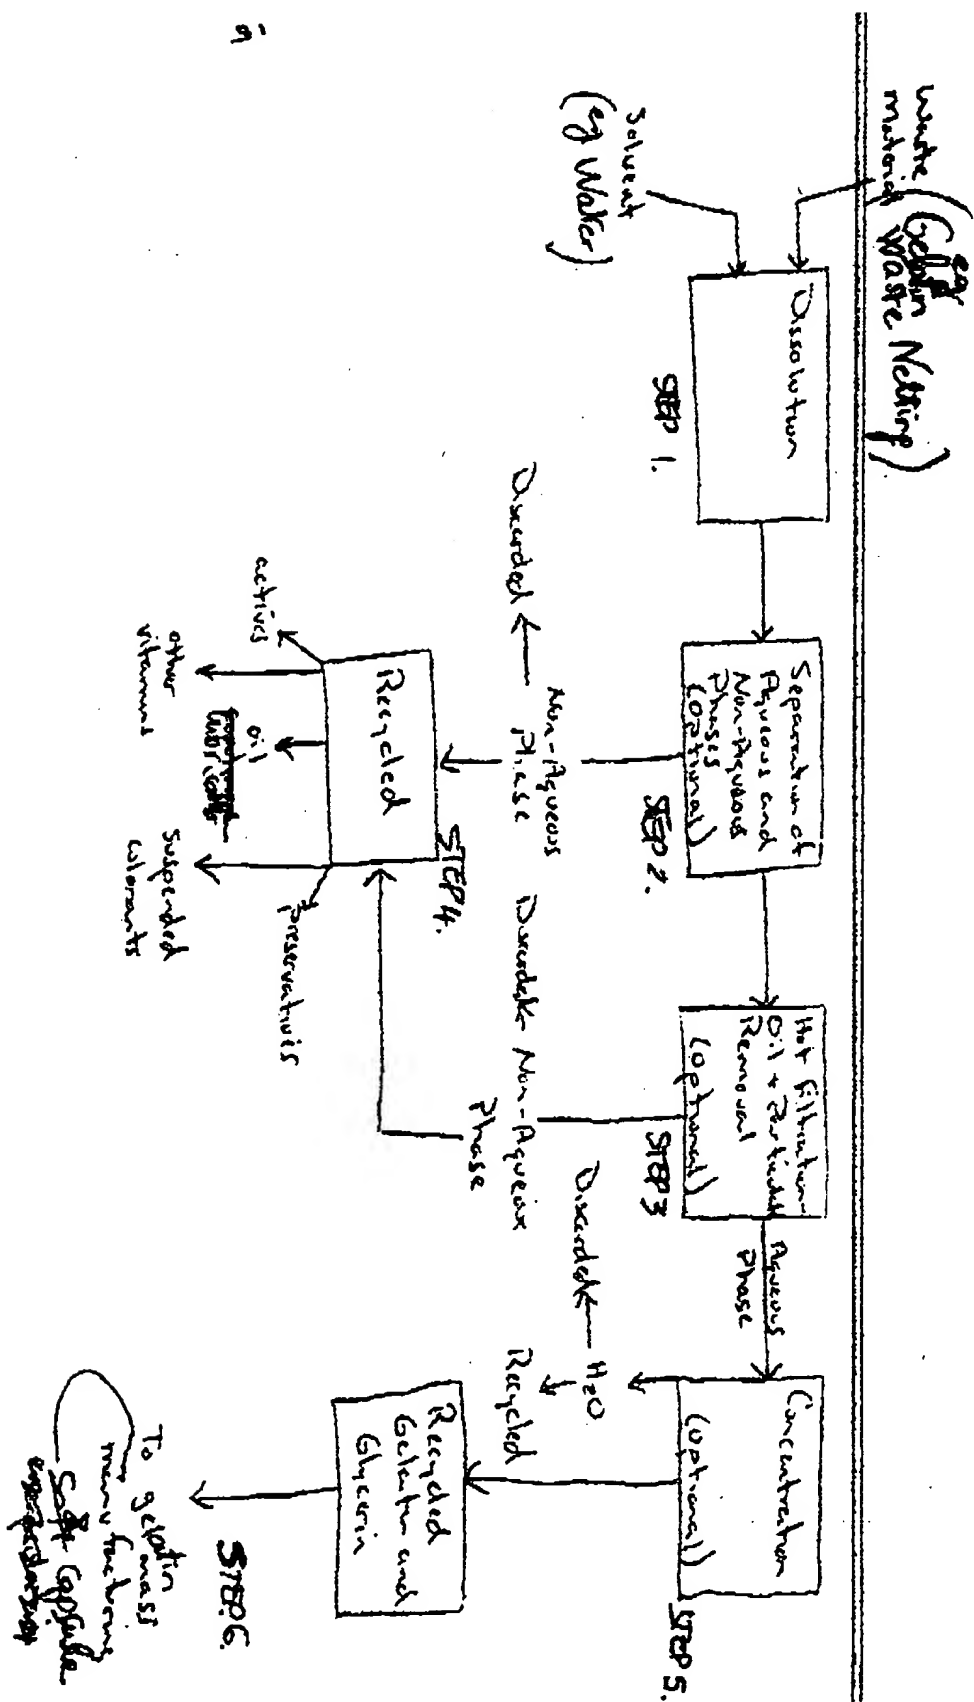 Waste
Material
(eg
Gelatin
Waste Netting)
Solvent
(eg Water)
Dissolution
STEP 1.
Separation of
Aqueous and
Non-Aqueous
Phases
(optional)
STEP 2.
Hot Filtration-
Oil + Particulate
Removal
(optional)
STEP 3
Aqueous
Phase
Concentration
(optional)
STEP 5.
Discarded
Non-Aqueous
Phase
Discarded
Non-Aqueous
Phase
Discarded
H2O
Recycled
Recycled
STEP 4.
actives
other
vitamins
oil
suspended
colorants
preservatives
Recycled
Gelatin and
Glycerin
STEP 6.
To gelatin
mass
manufacturing
Soft Capsule